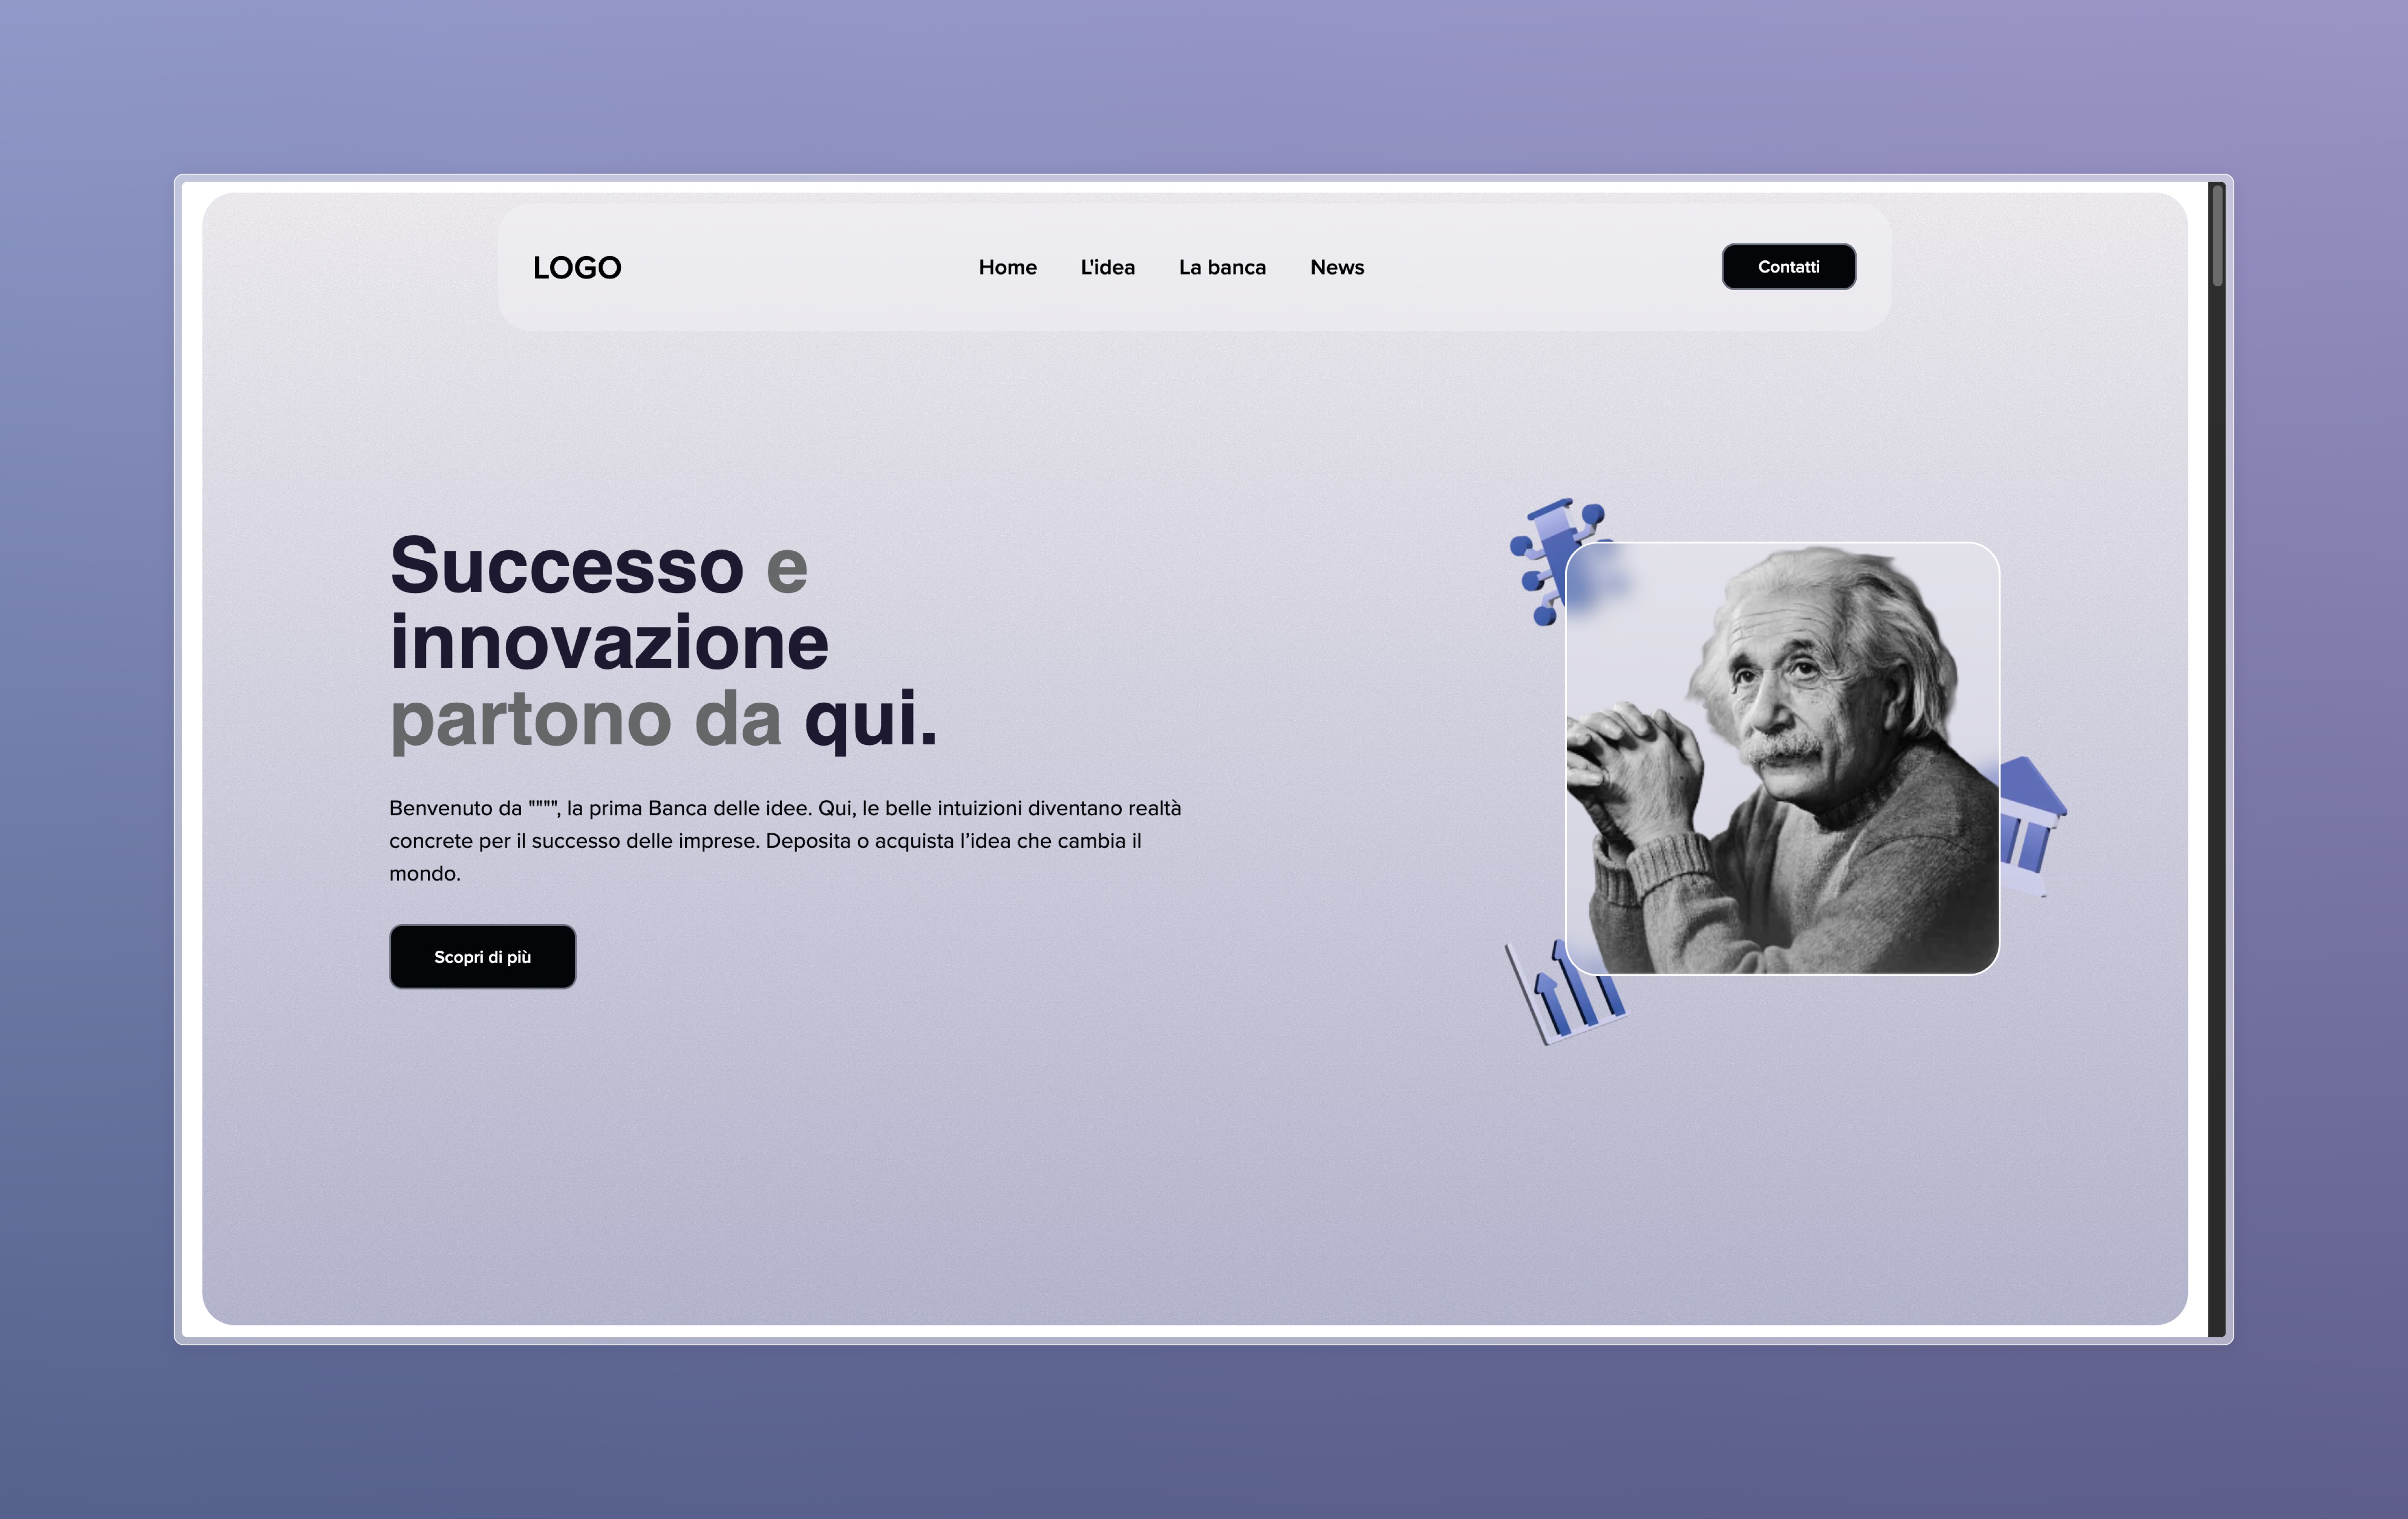 LOGO
Home
L'idea
La banca
News
Contatti
Successo e
innovazione
partono da qui.
Benvenuto da """", la prima Banca delle idee. Qui, le belle intuizioni diventano realtà
concrete per il successo delle imprese. Deposita o acquista l’idea che cambia il
mondo.
Scopri di più